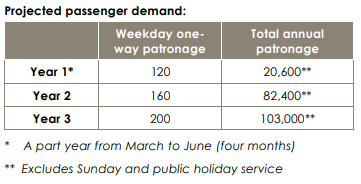 Projected passenger demand:
Weekday one-way patronage Total annual patronage
Year 1* 120 20,600**
Year 2 160 82,400**
Year 3 200 103,000**
* A part year from March to June (four months)
** Excludes Sunday and public holiday service